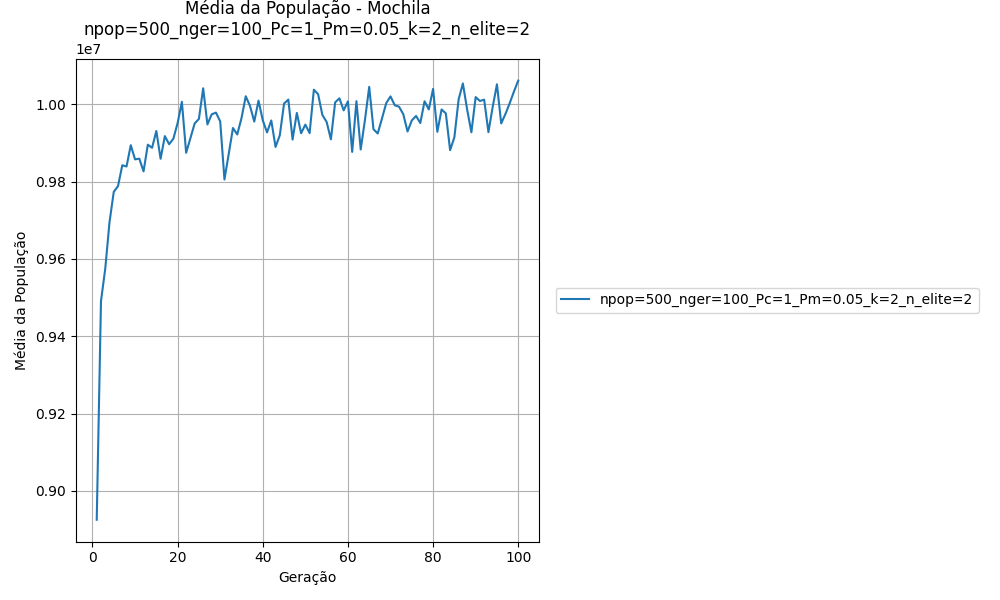 Média da População - Mochila
npop=500_nger=100_Pc=1_Pm=0.05_k=2_n_elite=2
1e7
1.00
0.98
0.96
0.94
0.92
0.90
Média da População
0 20 40 60 80 100
Geração
npop=500_nger=100_Pc=1_Pm=0.05_k=2_n_elite=2